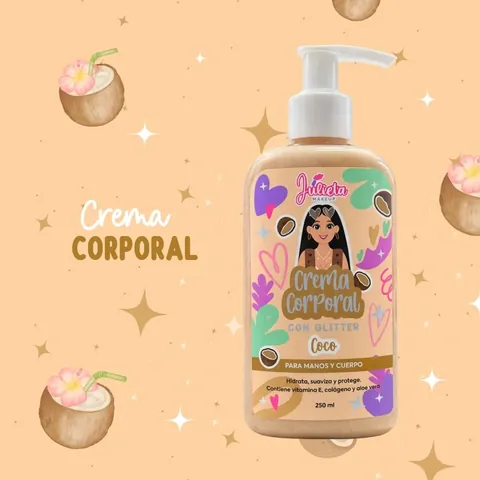 Crema
CORPORAL
Julieta
MAKEUP
Crema
Corporal
CON GLITTER
Coco
PARA MANOS Y CUERPO
Hidrata, suaviza y protege.
Contiene vitamina E, colágeno y aloe vera
250 ml